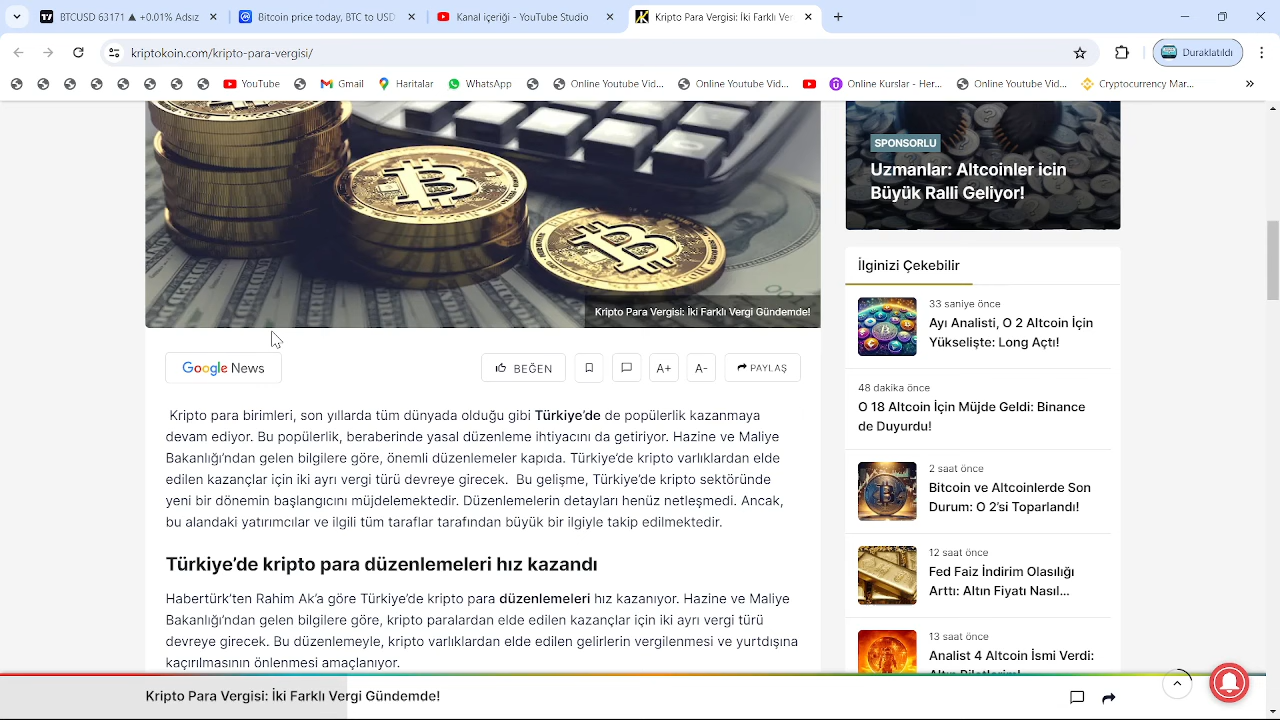 BTCUSD 63171 ▲ +0.01% Adsız
Bitcoin price today, BTC to USD
Kanal içeriği - YouTube Studio
Kripto Para Vergisi: İki Farklı Ver
kriptokoin.com/kripto-para-vergisi/
Duraklatıldı
YouTube
Gmail
Haritalar
WhatsApp
Online Youtube Vid...
Online Youtube Vid...
Online Kurslar - Her...
Online Youtube Vid...
Cryptocurrency Mar...
Kripto Para Vergisi: İki Farklı Vergi Gündemde!
Google News
BEĞEN
A+
A-
PAYLAŞ
Kripto para birimleri, son yıllarda tüm dünyada olduğu gibi Türkiye’de de popülerlik kazanmaya
devam ediyor. Bu popülerlik, beraberinde yasal düzenleme ihtiyacını da getiriyor. Hazine ve Maliye
Bakanlığı’ndan gelen bilgilere göre, önemli düzenlemeler kapıda. Türkiye’de kripto varlıklardan elde
edilen kazançlar için iki ayrı vergi türü devreye girecek. Bu gelişme, Türkiye’de kripto sektöründe
yeni bir dönemin başlangıcını müjdelemektedir. Düzenlemelerin detayları henüz netleşmedi. Ancak,
bu alandaki yatırımcılar ve ilgili tüm taraflar tarafından büyük bir ilgiyle takip edilmektedir.
Türkiye’de kripto para düzenlemeleri hız kazandı
Habertürk’ten Rahim Ak’a göre Türkiye’de kripto para düzenlemeleri hız kazanıyor. Hazine ve Maliye
Bakanlığı’ndan gelen bilgilere göre, kripto paralardan elde edilen kazançlar için iki ayrı vergi türü
devreye girecek. Bu düzenlemeyle, kripto varlıklardan elde edilen gelirlerin vergilenmesi ve yurtdışına
kaçırılmasının önlenmesi amaçlanıyor.
SPONSORLU
Uzmanlar: Altcoinler icin
Büyük Ralli Geliyor!
İlginizi Çekebilir
33 saniye önce
Ayı Analisti, O 2 Altcoin İçin
Yükselişte: Long Açtı!
48 dakika önce
O 18 Altcoin İçin Müjde Geldi: Binance
de Duyurdu!
2 saat önce
Bitcoin ve Altcoinlerde Son
Durum: O 2’si Toparlandı!
12 saat önce
Fed Faiz İndirim Olasılığı
Arttı: Altın Fiyatı Nasıl...
13 saat önce
Analist 4 Altcoin İsmi Verdi:
Kripto Para Vergisi: İki Farklı Vergi Gündemde!